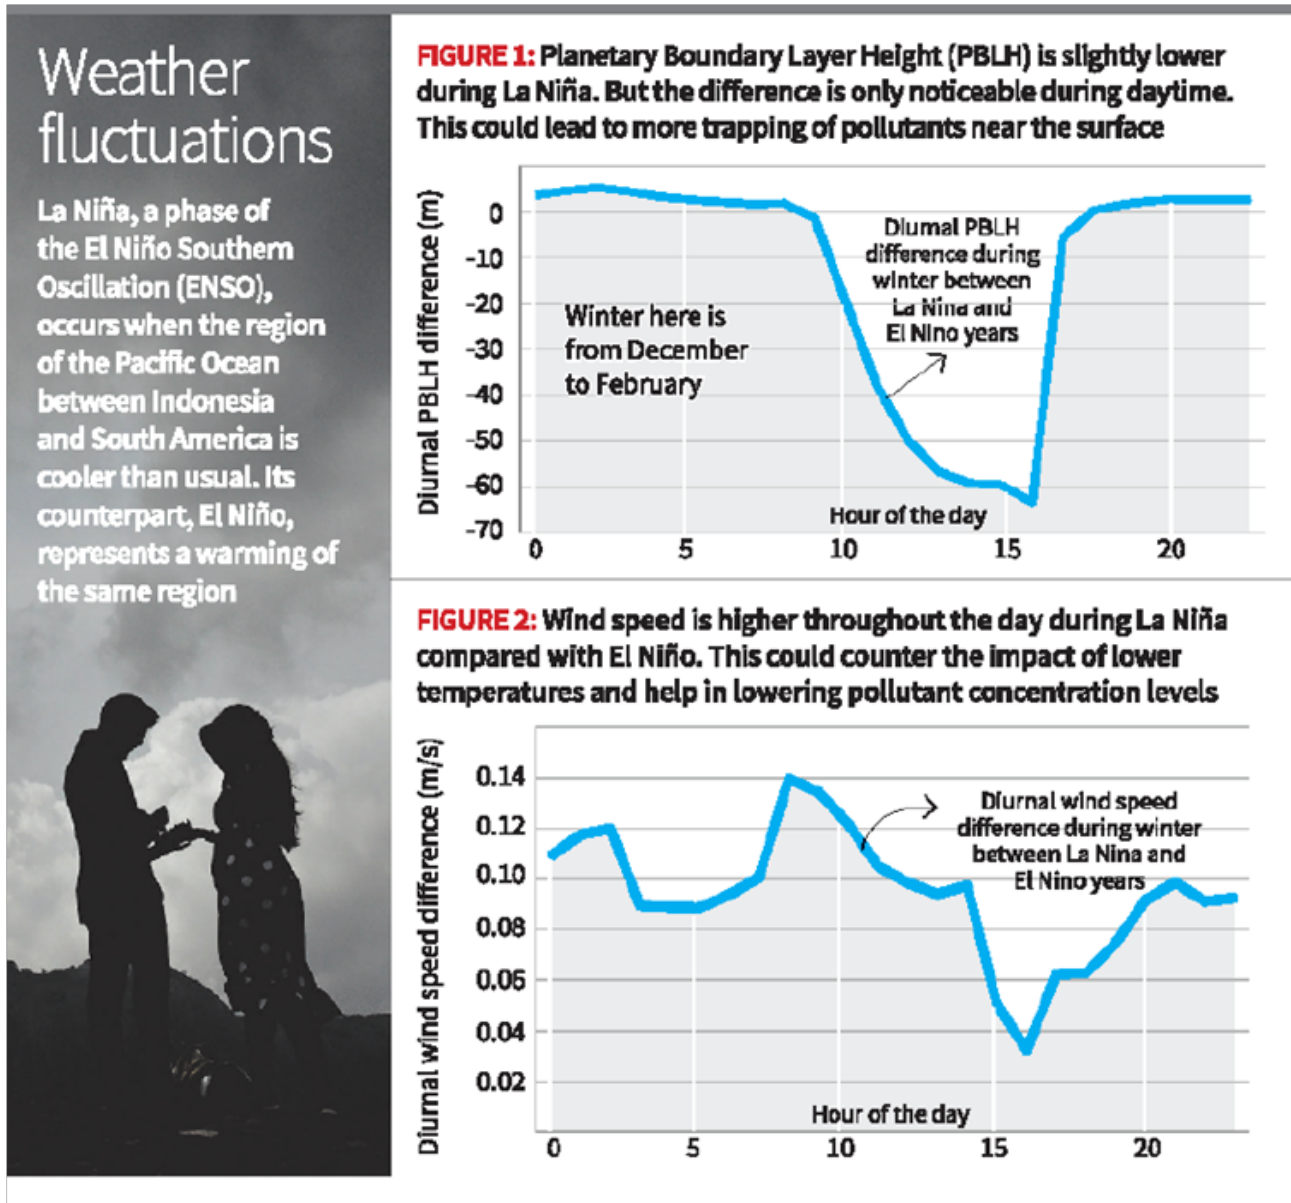 Weather
fluctuations
La Niña, a phase of
the El Niño Southern
Oscillation (ENSO),
occurs when the region
of the Pacific Ocean
between Indonesia
and South America is
cooler than usual. Its
counterpart, El Niño,
represents a warming of
the same region
FIGURE 1: Planetary Boundary Layer Height (PBLH) is slightly lower
during La Niña. But the difference is only noticeable during daytime.
This could lead to more trapping of pollutants near the surface
Diurnal PBLH difference (m)
0
-10
-20
-30
-40
-50
-60
-70
Winter here is
from December
to February
Diurnal PBLH
difference during
winter between
La Nina and
El Nino years
Hour of the day
0 5 10 15 20
FIGURE 2: Wind speed is higher throughout the day during La Niña
compared with El Niño. This could counter the impact of lower
temperatures and help in lowering pollutant concentration levels
Diurnal wind speed difference (m/s)
0.14
0.12
0.10
0.08
0.06
0.04
0.02
Diurnal wind speed
difference during winter
between La Nina and
El Nino years
Hour of the day
0 5 10 15 20